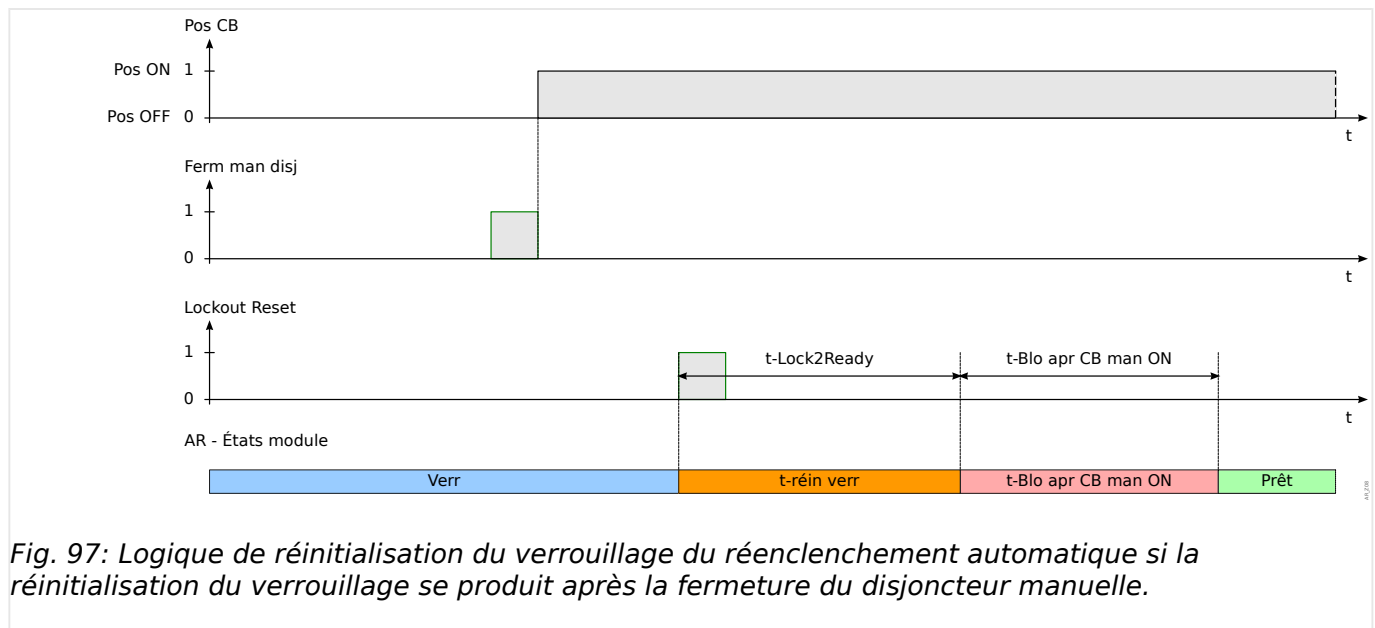 Pos CB
Pos ON 1
Pos OFF 0
t
Ferm man disj
1
0
t
Lockout Reset
1
t-Lock2Ready
t-Blo apr CB man ON
0
t
AR - États module
Verr
t-réin verr
t-Blo apr CB man ON
Prêt
Fig. 97: Logique de réinitialisation du verrouillage du réenclenchement automatique si la
réinitialisation du verrouillage se produit après la fermeture du disjoncteur manuelle.